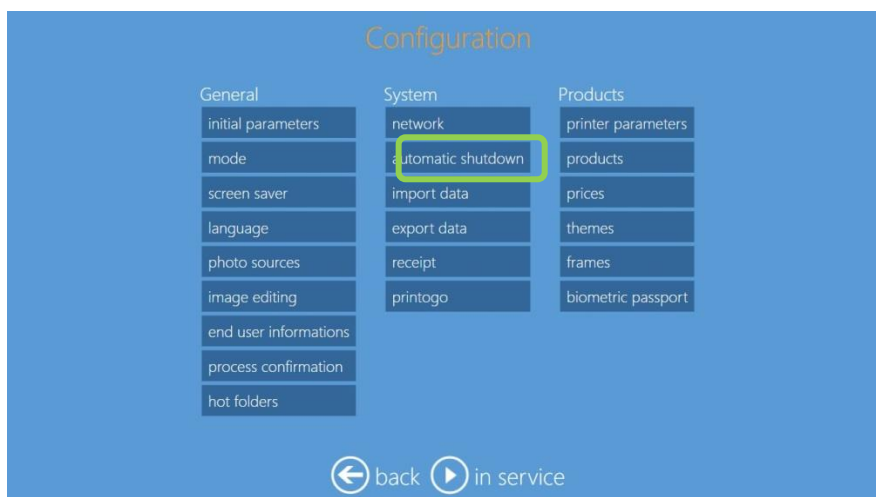 Configuration
General
initial parameters
mode
screen saver
language
photo sources
image editing
end user informations
process confirmation
hot folders
System
network
automatic shutdown
import data
export data
receipt
printogo
Products
printer parameters
products
prices
themes
frames
biometric passport
back in service